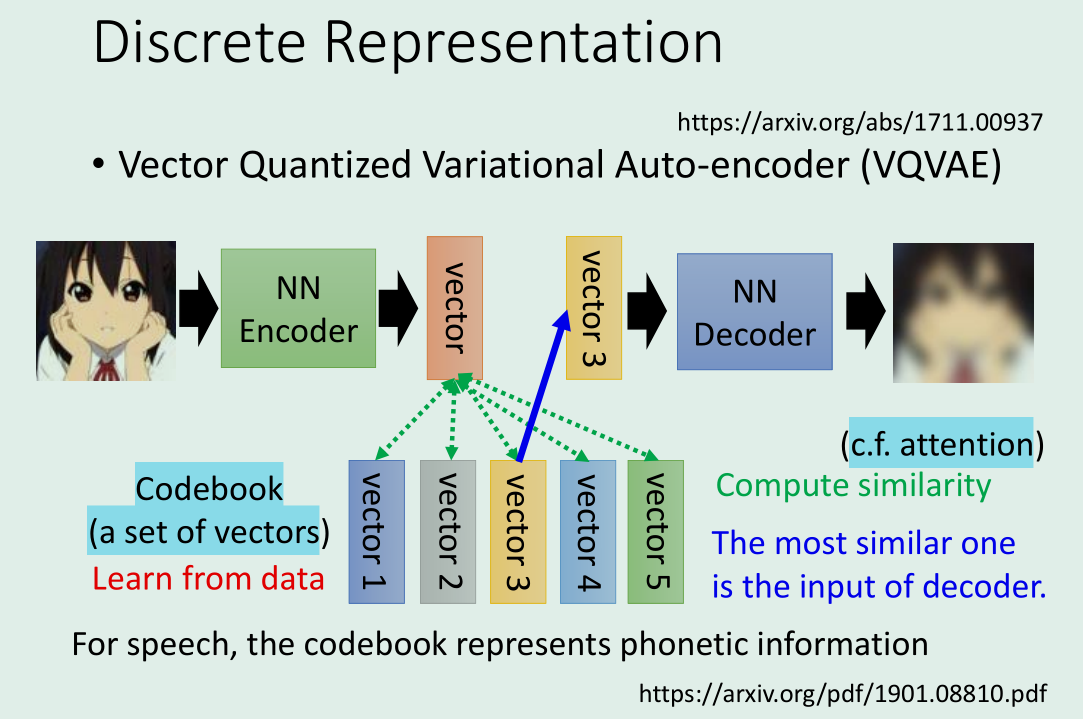 Discrete Representation
https://arxiv.org/abs/1711.00937
• Vector Quantized Variational Auto-encoder (VQVAE)
NN
Encoder
vector
vector 3
NN
Decoder
(c.f. attention)
Compute similarity
Codebook
(a set of vectors)
Learn from data
vector 1
vector 2
vector 3
vector 4
vector 5
The most similar one
is the input of decoder.
For speech, the codebook represents phonetic information
https://arxiv.org/pdf/1901.08810.pdf